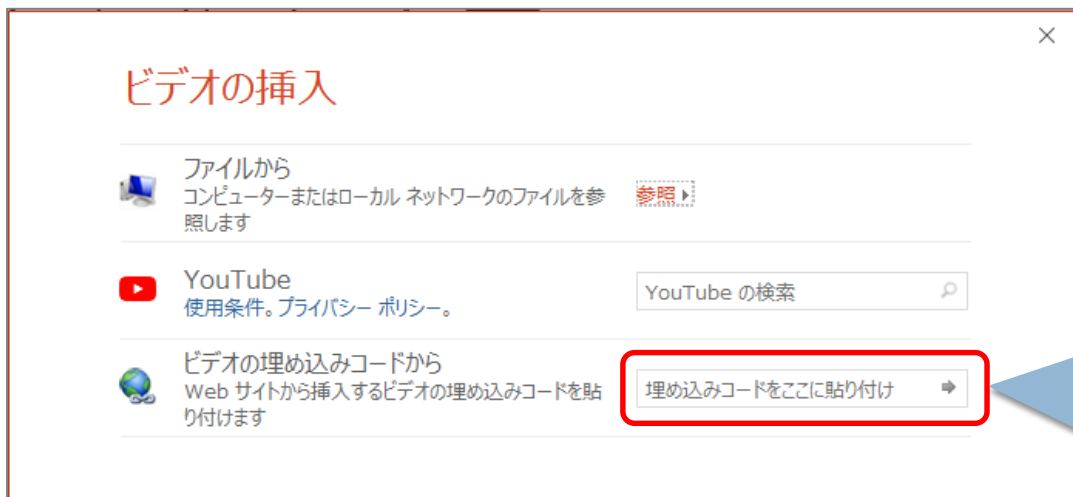 ビデオの挿入
ファイルから
コンピューターまたはローカル ネットワークのファイルを参
照します
参照
YouTube
使用条件。プライバシー ポリシー。
YouTube の検索
ビデオの埋め込みコードから
Web サイトから挿入するビデオの埋め込みコードを貼
り付けます
埋め込みコードをここに貼り付け